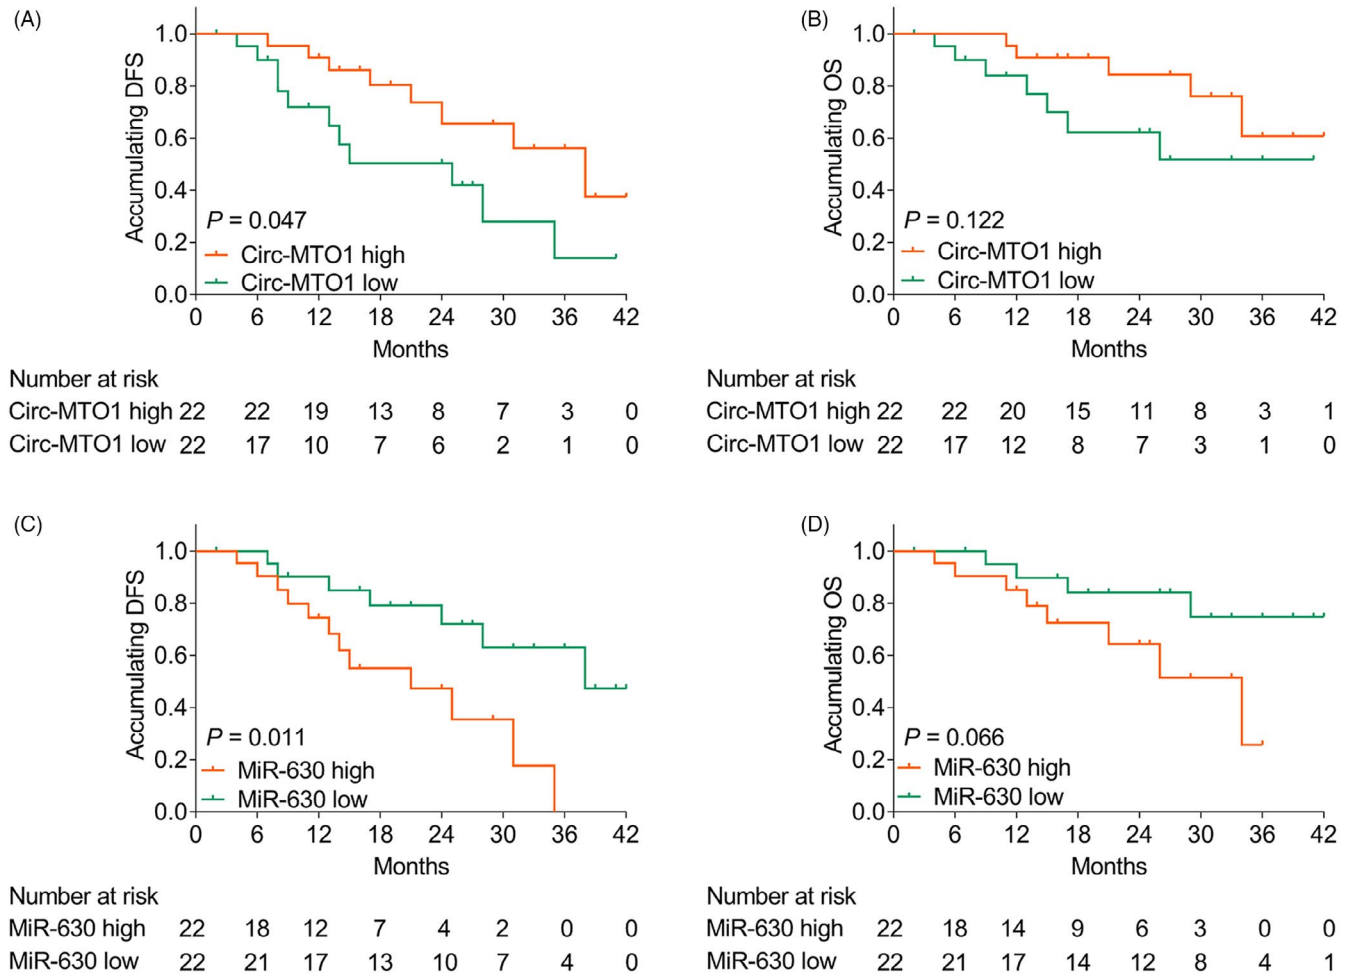 (A)
Accumulating DFS
1.0
0.8
0.6
0.4
0.2
0.0
P = 0.047
Circ-MTO1 high
Circ-MTO1 low
0 6 12 18 24 30 36 42
Months
Number at risk
Circ-MTO1 high 22 22 19 13 8 7 3 0
Circ-MTO1 low 22 17 10 7 6 2 1 0
(B)
Accumulating OS
1.0
0.8
0.6
0.4
0.2
0.0
P = 0.122
Circ-MTO1 high
Circ-MTO1 low
0 6 12 18 24 30 36 42
Months
Number at risk
Circ-MTO1 high 22 22 20 15 11 8 3 1
Circ-MTO1 low 22 17 12 8 7 3 1 0
(C)
Accumulating DFS
1.0
0.8
0.6
0.4
0.2
0.0
P = 0.011
MiR-630 high
MiR-630 low
0 6 12 18 24 30 36 42
Months
Number at risk
MiR-630 high 22 18 12 7 4 2 0 0
MiR-630 low 22 21 17 13 10 7 4 0
(D)
Accumulating OS
1.0
0.8
0.6
0.4
0.2
0.0
P = 0.066
MiR-630 high
MiR-630 low
0 6 12 18 24 30 36 42
Months
Number at risk
MiR-630 high 22 18 14 9 6 3 0 0
MiR-630 low 22 21 17 14 12 8 4 1